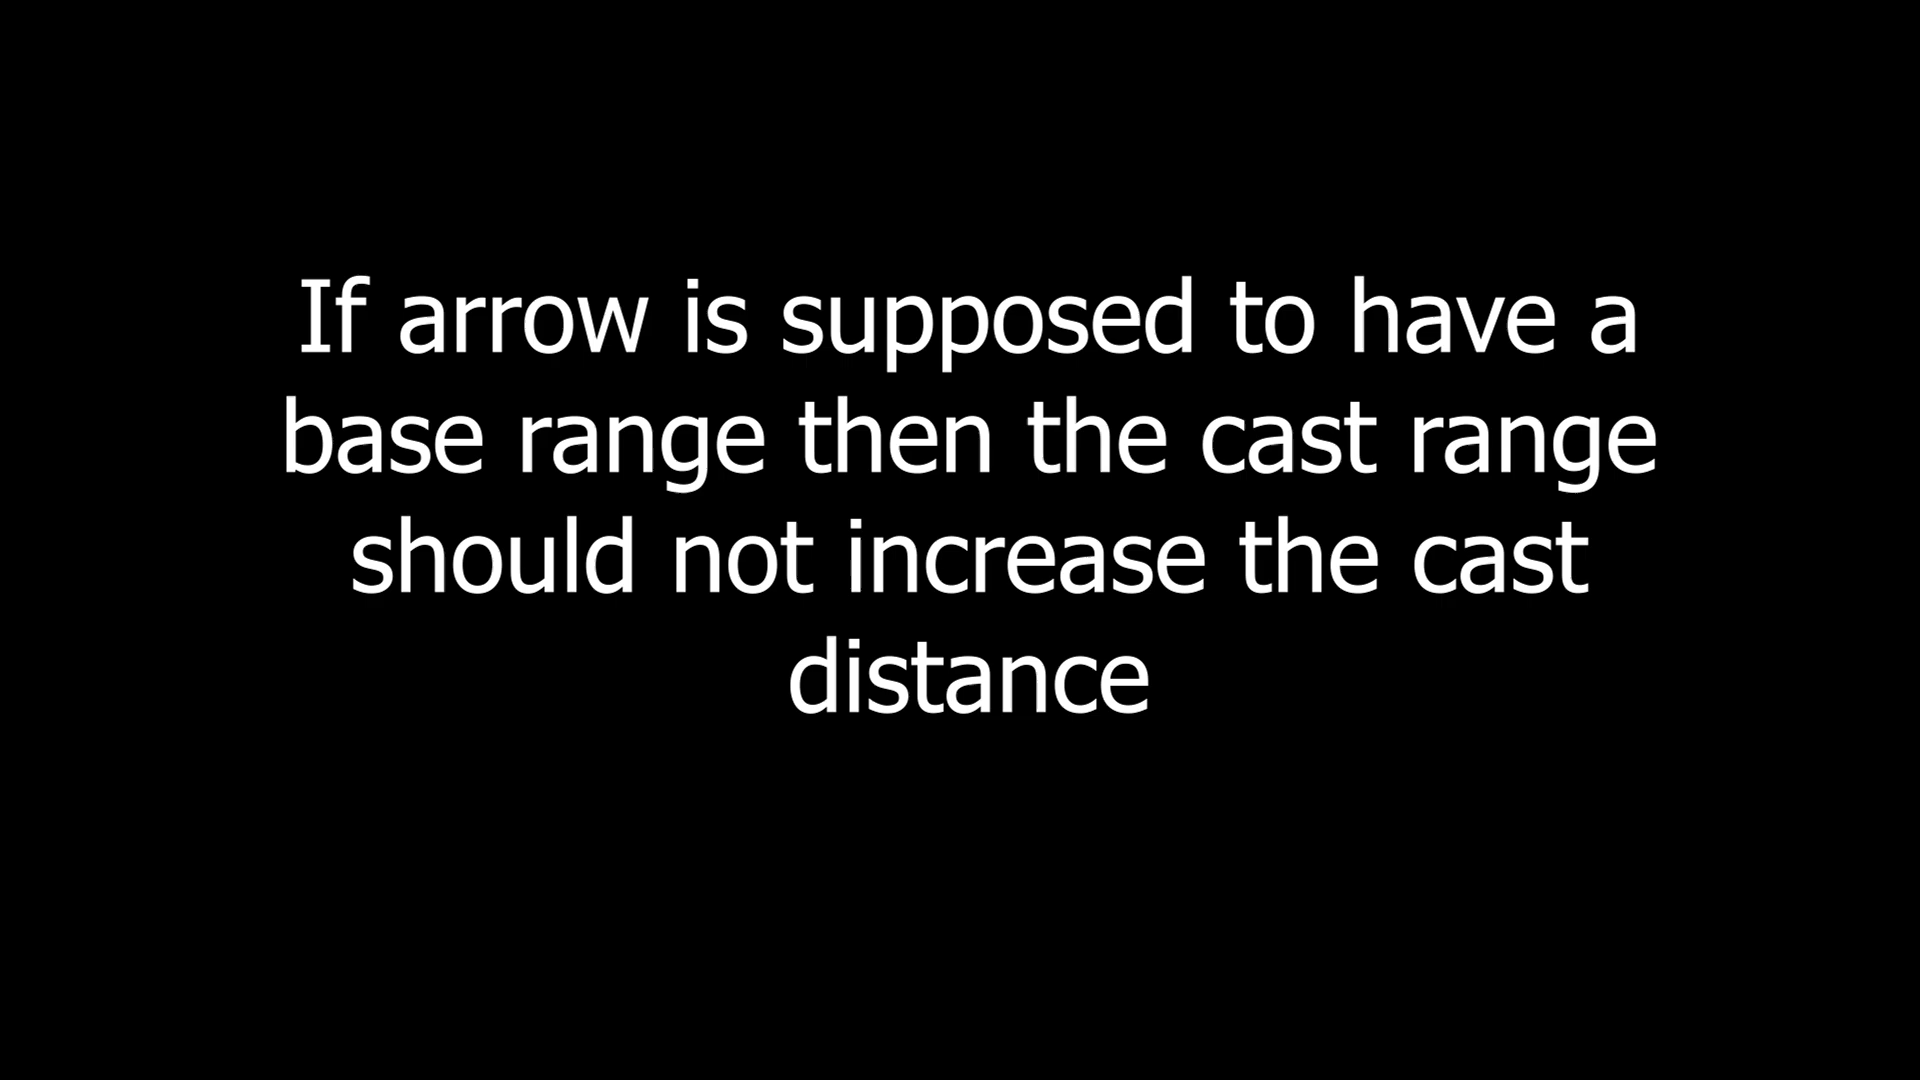 If arrow is supposed to have a
base range then the cast range
should not increase the cast
distance